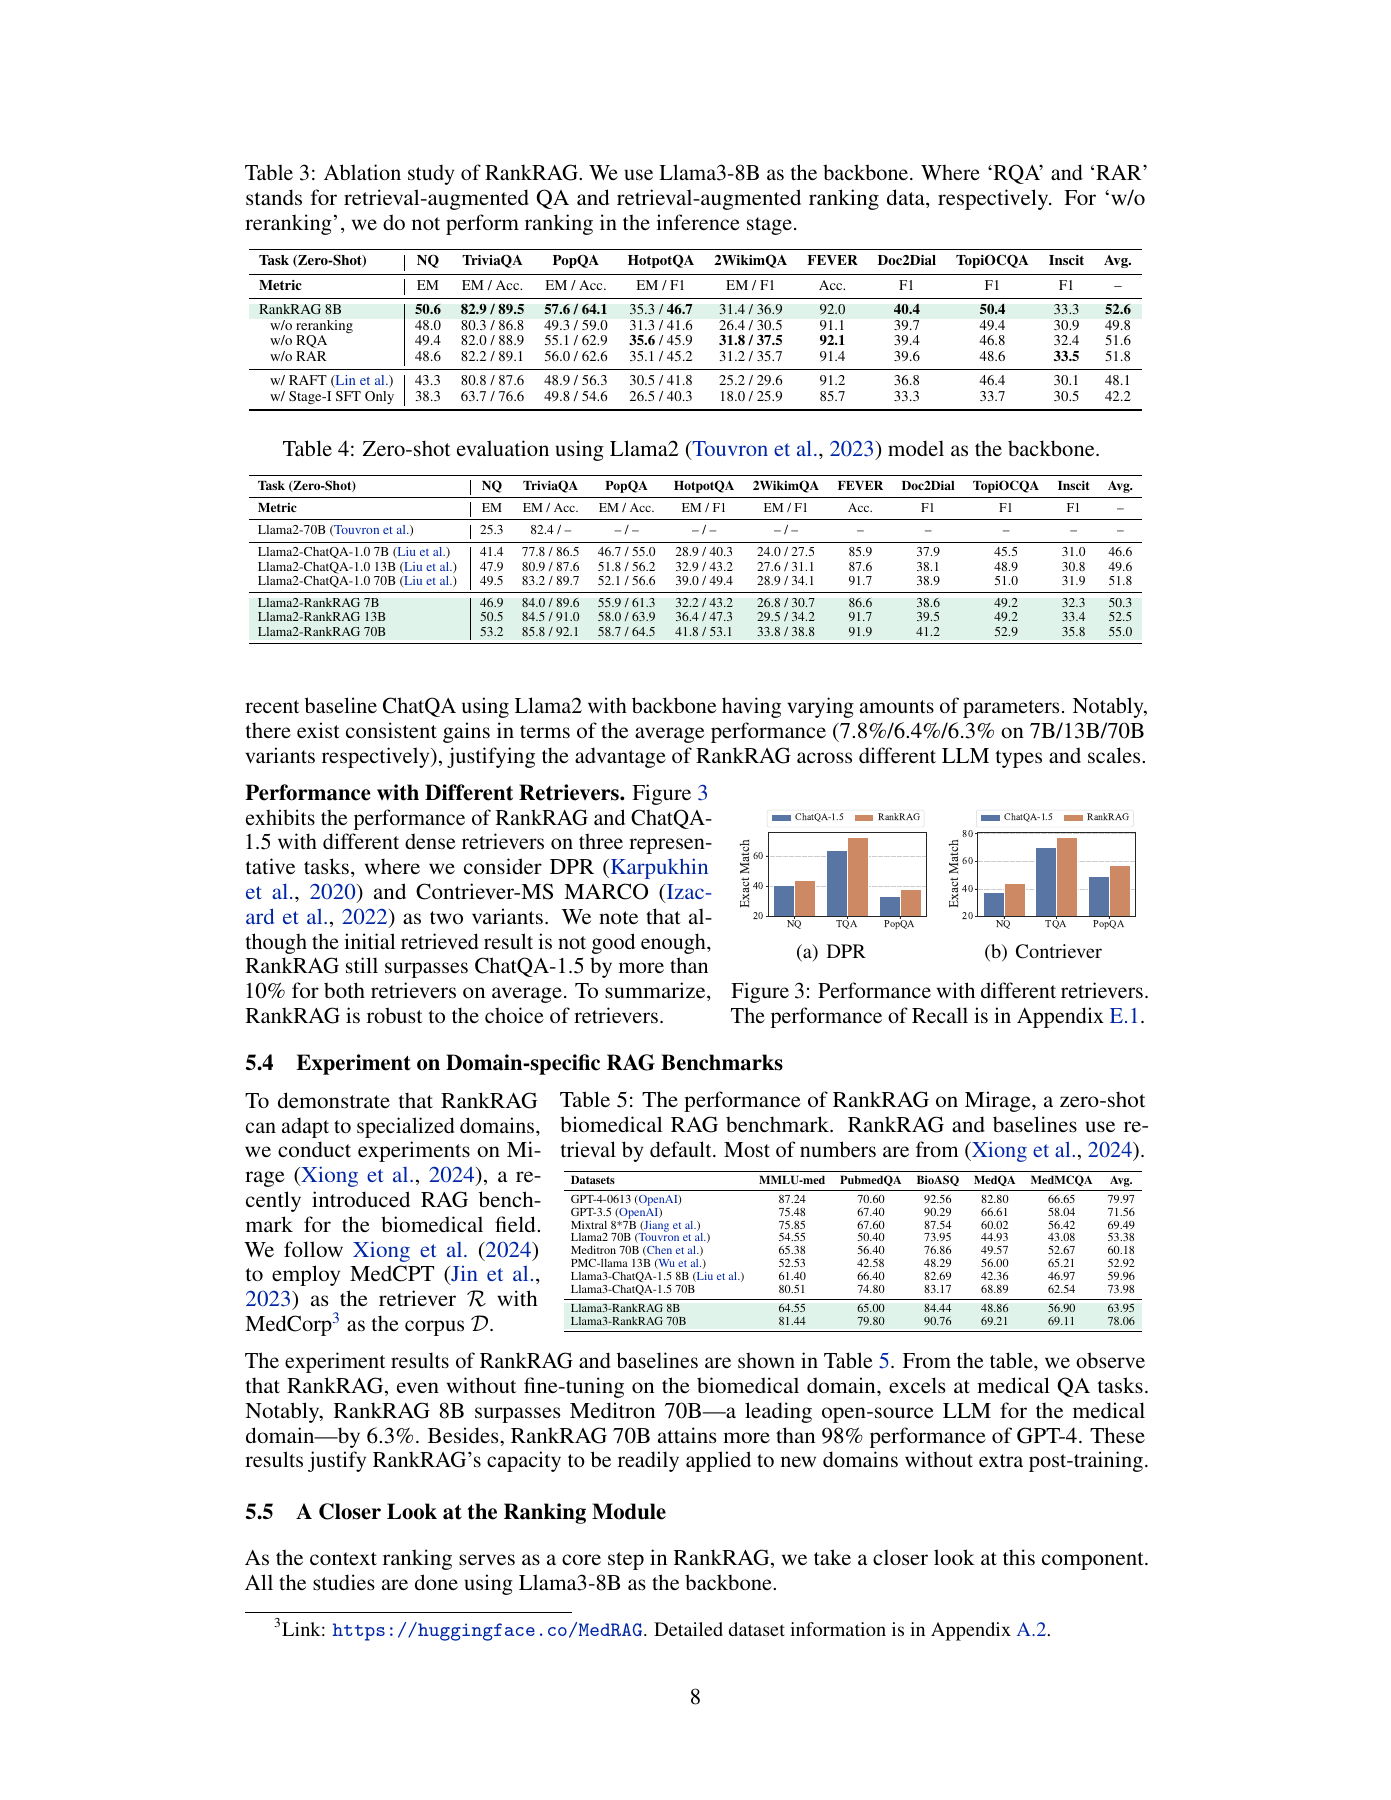 Table 3: Ablation study of RankRAG. We use Llama3-8B as the backbone. Where ‘RQA’ and ‘RAR’
stands for retrieval-augmented QA and retrieval-augmented ranking data, respectively. For ‘w/o
reranking’, we do not perform ranking in the inference stage.
Task (Zero-Shot) NQ TriviaQA PopQA HotpotQA 2WikimQA FEVER Doc2Dial TopiOCQA Inscit Avg.
Metric EM EM / Acc. EM / Acc. EM / F1 EM / F1 Acc. F1 F1 F1 –
RankRAG 8B 50.6 82.9 / 89.5 57.6 / 64.1 35.3 / 46.7 31.4 / 36.9 92.0 40.4 50.4 33.3 52.6
w/o reranking 48.0 80.3 / 86.8 49.3 / 59.0 31.3 / 41.6 26.4 / 30.5 91.1 39.7 49.4 30.9 49.8
w/o RQA 49.4 82.0 / 88.9 55.1 / 62.9 35.6 / 45.9 31.8 / 37.5 92.1 39.4 46.8 32.4 51.6
w/o RAR 48.6 82.2 / 89.1 56.0 / 62.6 35.1 / 45.2 31.2 / 35.7 91.4 39.6 48.6 33.5 51.8
w/ RAFT (Lin et al.) 43.3 80.8 / 87.6 48.9 / 56.3 30.5 / 41.8 25.2 / 29.6 91.2 36.8 46.4 30.1 48.1
w/ Stage-I SFT Only 38.3 63.7 / 76.6 49.8 / 54.6 26.5 / 40.3 18.0 / 25.9 85.7 33.3 33.7 30.5 42.2
Table 4: Zero-shot evaluation using Llama2 (Touvron et al., 2023) model as the backbone.
Task (Zero-Shot) NQ TriviaQA PopQA HotpotQA 2WikimQA FEVER Doc2Dial TopiOCQA Inscit Avg.
Metric EM EM / Acc. EM / Acc. EM / F1 EM / F1 Acc. F1 F1 F1 –
Llama2-70B (Touvron et al.) 25.3 82.4 / – – / – – / – – / – – – – – –
Llama2-ChatQA-1.0 7B (Liu et al.) 41.4 77.8 / 86.5 46.7 / 55.0 28.9 / 40.3 24.0 / 27.5 85.9 37.9 45.5 31.0 46.6
Llama2-ChatQA-1.0 13B (Liu et al.) 47.9 80.9 / 87.6 51.8 / 56.2 32.9 / 43.2 27.6 / 31.1 87.6 38.1 48.9 30.8 49.6
Llama2-ChatQA-1.0 70B (Liu et al.) 49.5 83.2 / 89.7 52.1 / 56.6 39.0 / 49.4 28.9 / 34.1 91.7 38.9 51.0 31.9 51.8
Llama2-RankRAG 7B 46.9 84.0 / 89.6 55.9 / 61.3 32.2 / 43.2 26.8 / 30.7 86.6 38.6 49.2 32.3 50.3
Llama2-RankRAG 13B 50.5 84.5 / 91.0 58.0 / 63.9 36.4 / 47.3 29.5 / 34.2 91.7 39.5 49.2 33.4 52.5
Llama2-RankRAG 70B 53.2 85.8 / 92.1 58.7 / 64.5 41.8 / 53.1 33.8 / 38.8 91.9 41.2 52.9 35.8 55.0
recent baseline ChatQA using Llama2 with backbone having varying amounts of parameters. Notably,
there exist consistent gains in terms of the average performance (7.8%/6.4%/6.3% on 7B/13B/70B
variants respectively), justifying the advantage of RankRAG across different LLM types and scales.
Performance with Different Retrievers. Figure 3
exhibits the performance of RankRAG and ChatQA-
1.5 with different dense retrievers on three represen-
tative tasks, where we consider DPR (Karpukhin
et al., 2020) and Contriever-MS MARCO (Izac-
ard et al., 2022) as two variants. We note that al-
though the initial retrieved result is not good enough,
RankRAG still surpasses ChatQA-1.5 by more than
10% for both retrievers on average. To summarize,
RankRAG is robust to the choice of retrievers.
ChatQA-1.5 RankRAG
Exact Match
60
40
20
NQ TQA PopQA
(a) DPR
ChatQA-1.5 RankRAG
Exact Match
80
60
40
20
NQ TQA PopQA
(b) Contriever
Figure 3: Performance with different retrievers.
The performance of Recall is in Appendix E.1.
5.4 Experiment on Domain-specific RAG Benchmarks
To demonstrate that RankRAG
can adapt to specialized domains,
we conduct experiments on Mi-
rage (Xiong et al., 2024), a re-
cently introduced RAG bench-
mark for the biomedical field.
We follow Xiong et al. (2024)
to employ MedCPT (Jin et al.,
2023) as the retriever R with
MedCorp3 as the corpus D.
Table 5: The performance of RankRAG on Mirage, a zero-shot
biomedical RAG benchmark. RankRAG and baselines use re-
trieval by default. Most of numbers are from (Xiong et al., 2024).
Datasets MMLU-med PubmedQA BioASQ MedQA MedMCQA Avg.
GPT-4-0613 (OpenAI) 87.24 70.60 92.56 82.80 66.65 79.97
GPT-3.5 (OpenAI) 75.48 67.40 90.29 66.61 58.04 71.56
Mixtral 8*7B (Jiang et al.) 75.85 67.60 87.54 60.02 56.42 69.49
Llama2 70B (Touvron et al.) 54.55 50.40 73.95 44.93 43.08 53.38
Meditron 70B (Chen et al.) 65.38 56.40 76.86 49.57 52.67 60.18
PMC-llama 13B (Wu et al.) 52.53 42.58 48.29 56.00 65.21 52.92
Llama3-ChatQA-1.5 8B (Liu et al.) 61.40 66.40 82.69 42.36 46.97 59.96
Llama3-ChatQA-1.5 70B 80.51 74.80 83.17 68.89 62.54 73.98
Llama3-RankRAG 8B 64.55 65.00 84.44 48.86 56.90 63.95
Llama3-RankRAG 70B 81.44 79.80 90.76 69.21 69.11 78.06
The experiment results of RankRAG and baselines are shown in Table 5. From the table, we observe
that RankRAG, even without fine-tuning on the biomedical domain, excels at medical QA tasks.
Notably, RankRAG 8B surpasses Meditron 70B—a leading open-source LLM for the medical
domain—by 6.3%. Besides, RankRAG 70B attains more than 98% performance of GPT-4. These
results justify RankRAG’s capacity to be readily applied to new domains without extra post-training.
5.5 A Closer Look at the Ranking Module
As the context ranking serves as a core step in RankRAG, we take a closer look at this component.
All the studies are done using Llama3-8B as the backbone.
3Link: https://huggingface.co/MedRAG. Detailed dataset information is in Appendix A.2.
8